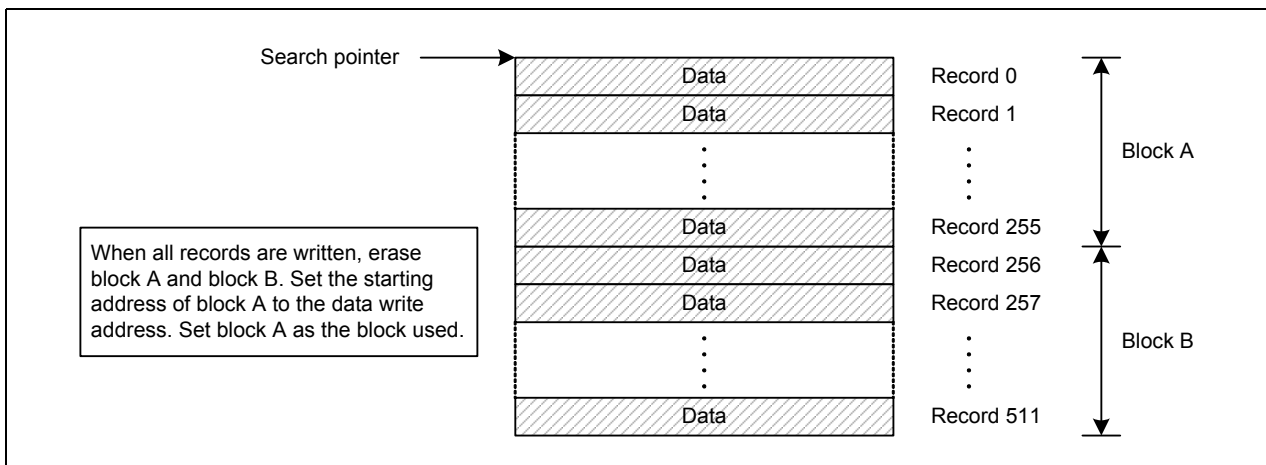 Search pointer
Data Record 0
Data Record 1
Block A
Data Record 255
When all records are written, erase
block A and block B. Set the starting
address of block A to the data write
address. Set block A as the block used.
Data Record 256
Data Record 257
Block B
Data Record 511